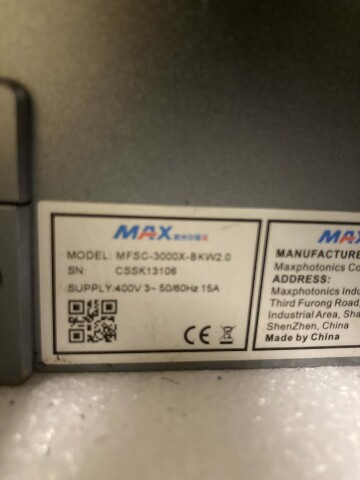 MAX
MODEL: MFSC-3000X-BKW2.0
SN: CSSK13106
SUPPLY:400V 3~ 50/60Hz 15A
CE
MAX
MANUFACTURE
Maxphotonics Co
ADDRESS:
Maxphotonics Indu
Third Furong Road,
Industrial Area, Sha
ShenZhen, China
Made by China